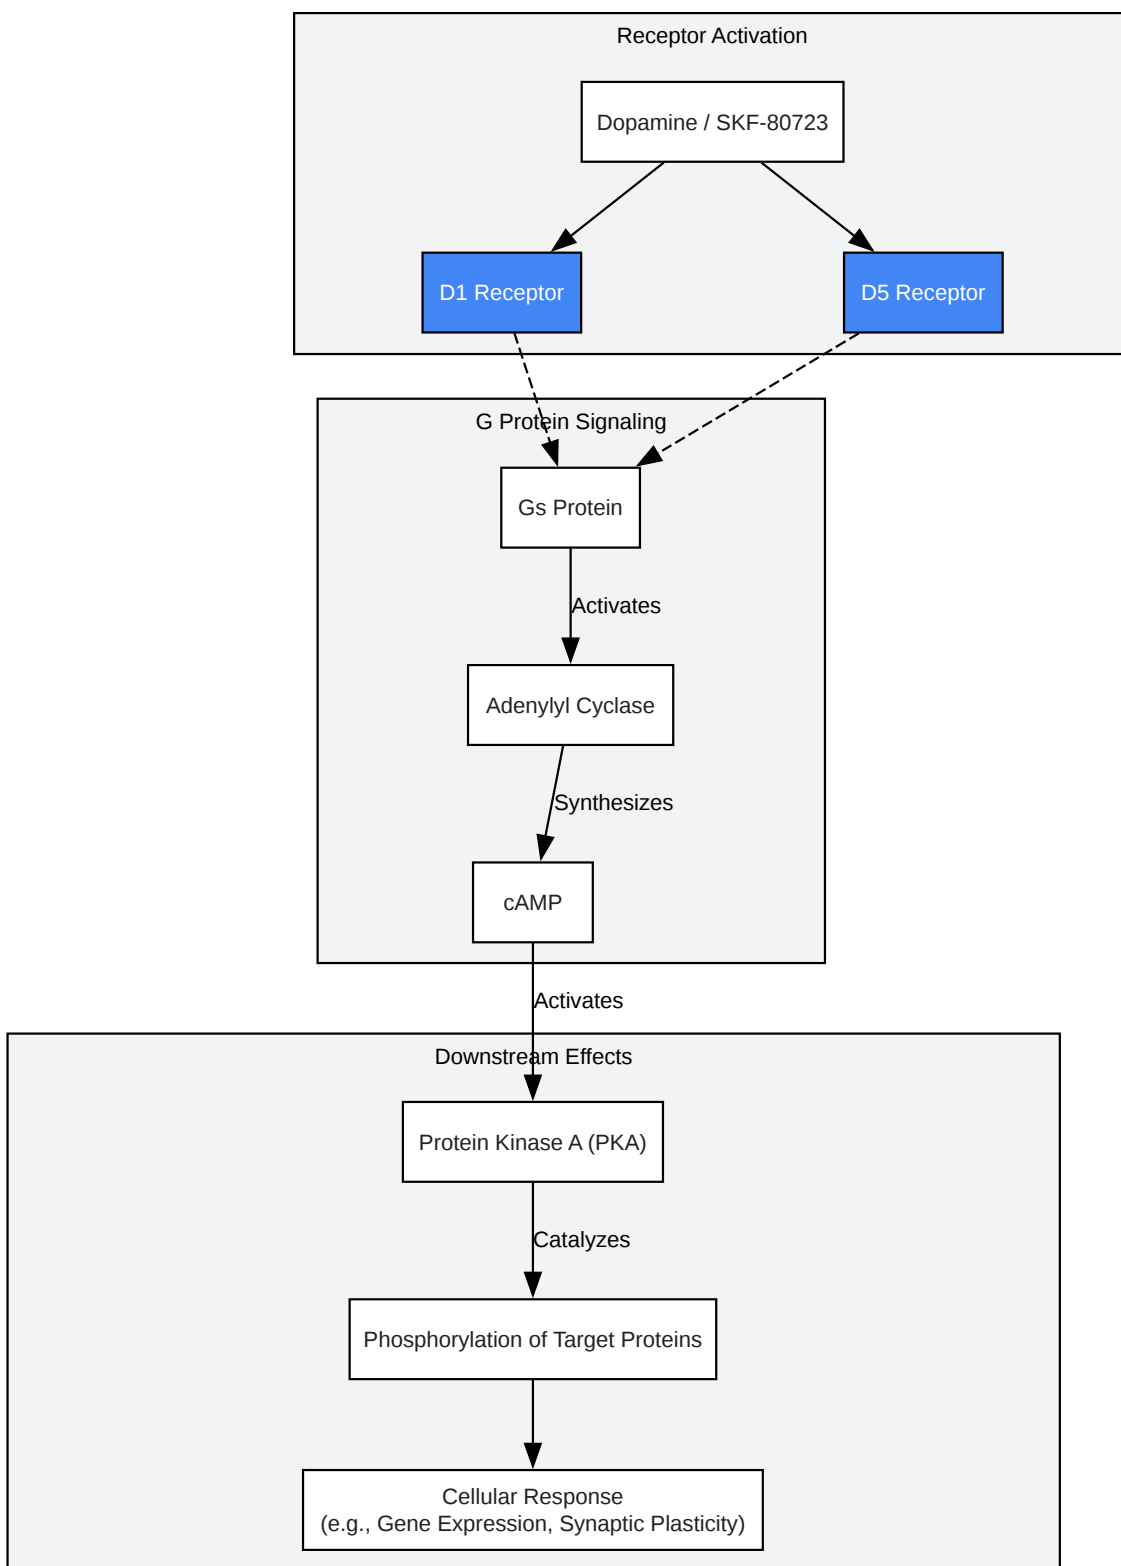 Receptor Activation
Dopamine / SKF-80723
D1 Receptor
D5 Receptor
G Protein Signaling
Gs Protein
Activates
Adenylyl Cyclase
Synthesizes
cAMP
Activates
Downstream Effects
Protein Kinase A (PKA)
Catalyzes
Phosphorylation of Target Proteins
Cellular Response
(e.g., Gene Expression, Synaptic Plasticity)